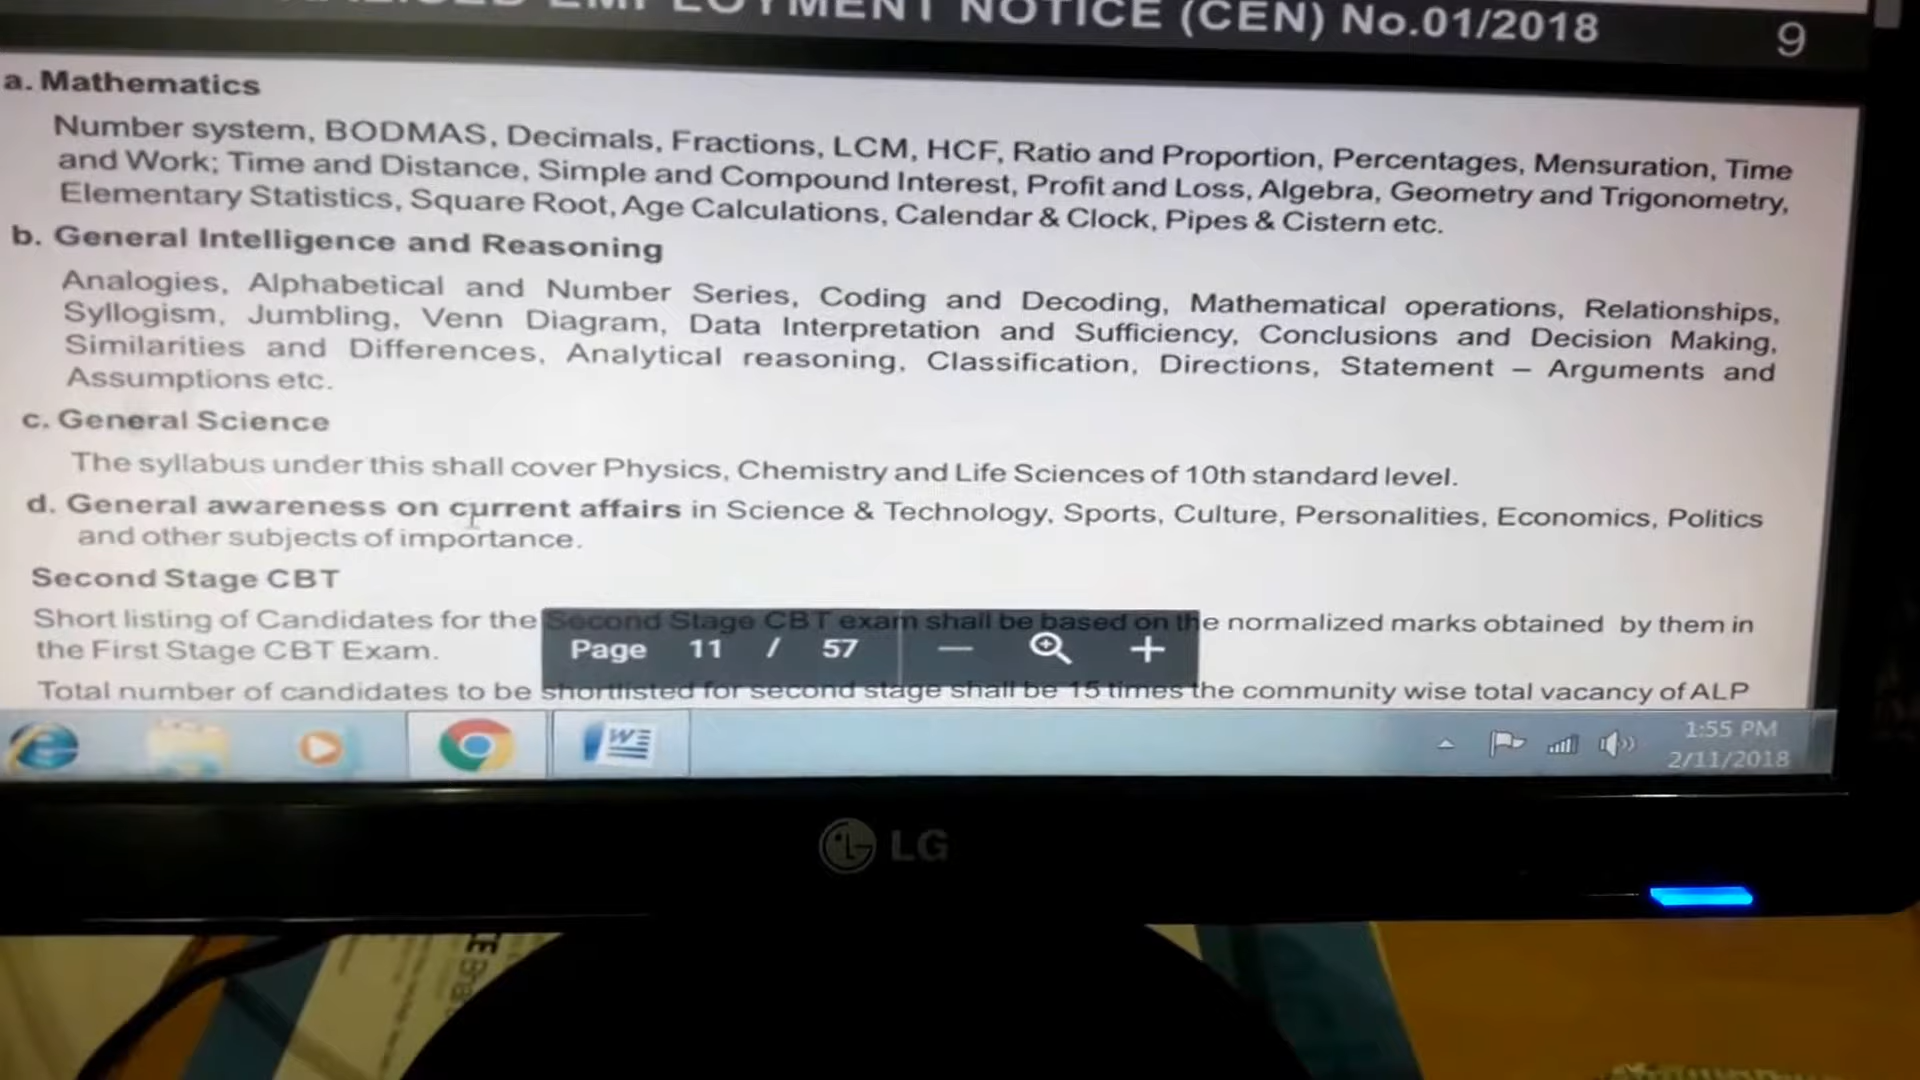 EMPLOYMENT NOTICE (CEN) No.01/2018 9
a. Mathematics
Number system, BODMAS, Decimals, Fractions, LCM, HCF, Ratio and Proportion, Percentages, Mensuration, Time
and Work; Time and Distance, Simple and Compound Interest, Profit and Loss, Algebra, Geometry and Trigonometry,
Elementary Statistics, Square Root, Age Calculations, Calendar & Clock, Pipes & Cistern etc.
b. General Intelligence and Reasoning
Analogies, Alphabetical and Number Series, Coding and Decoding, Mathematical operations, Relationships,
Syllogism, Jumbling, Venn Diagram, Data Interpretation and Sufficiency, Conclusions and Decision Making,
Similarities and Differences, Analytical reasoning, Classification, Directions, Statement – Arguments and
Assumptions etc.
c. General Science
The syllabus under this shall cover Physics, Chemistry and Life Sciences of 10th standard level.
d. General awareness on current affairs in Science & Technology, Sports, Culture, Personalities, Economics, Politics
and other subjects of importance.
Second Stage CBT
Short listing of Candidates for the Second Stage CBT exam shall be based on the normalized marks obtained by them in
the First Stage CBT Exam.
Page 11 / 57
Total number of candidates to be shortlisted for second stage shall be 15 times the community wise total vacancy of ALP
1:55 PM
2/11/2018
LG